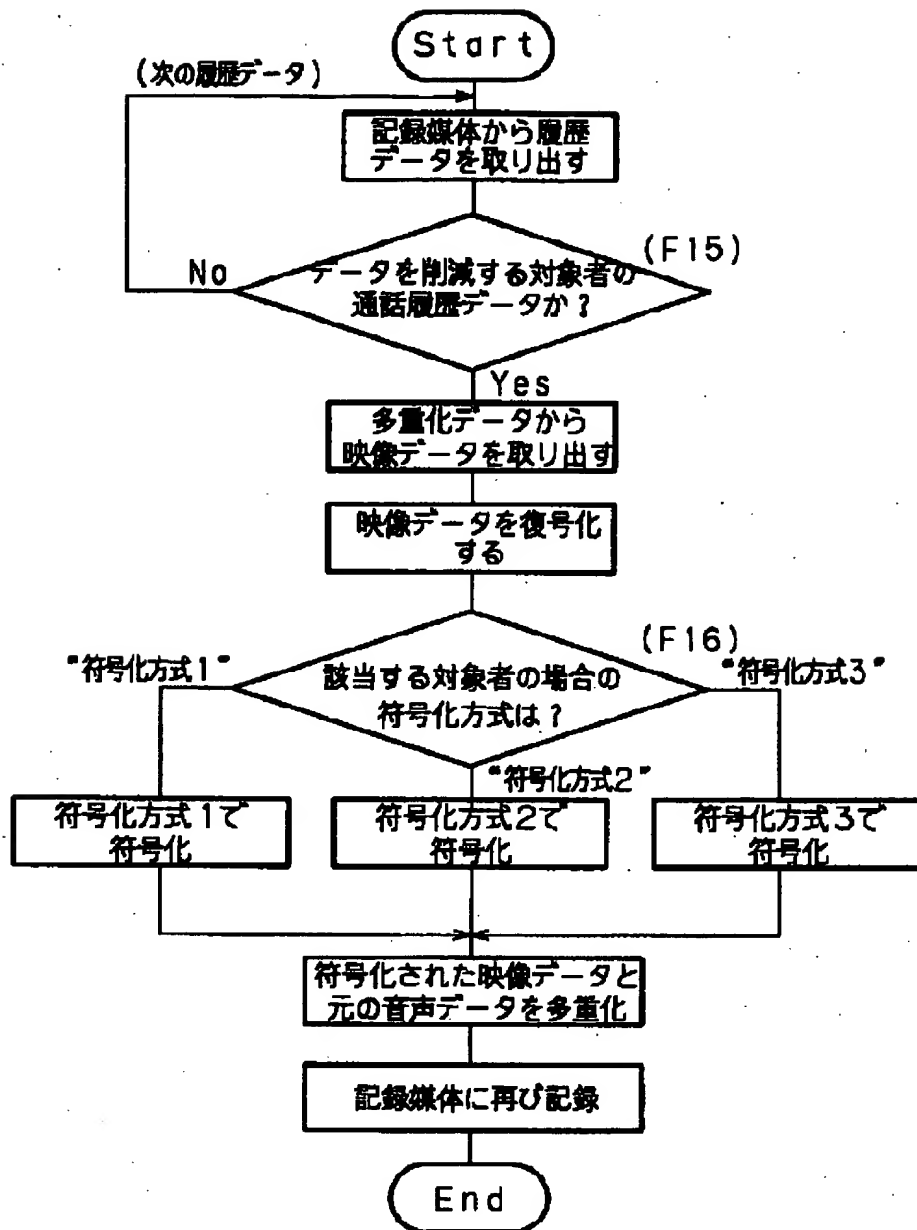 Start
(次の履歴データ)
記録媒体から履歴
データを取り出す
(F15)
No
データを削減する対象者の
通話履歴データか?
Yes
多重化データから
映像データを取り出す
映像データを復号化
する
(F16)
"符号化方式1"
該当する対象者の場合の
符号化方式は?
"符号化方式3"
"符号化方式2"
符号化方式1で
符号化
符号化方式2で
符号化
符号化方式3で
符号化
符号化された映像データと
元の音声データを多重化
記録媒体に再び記録
End